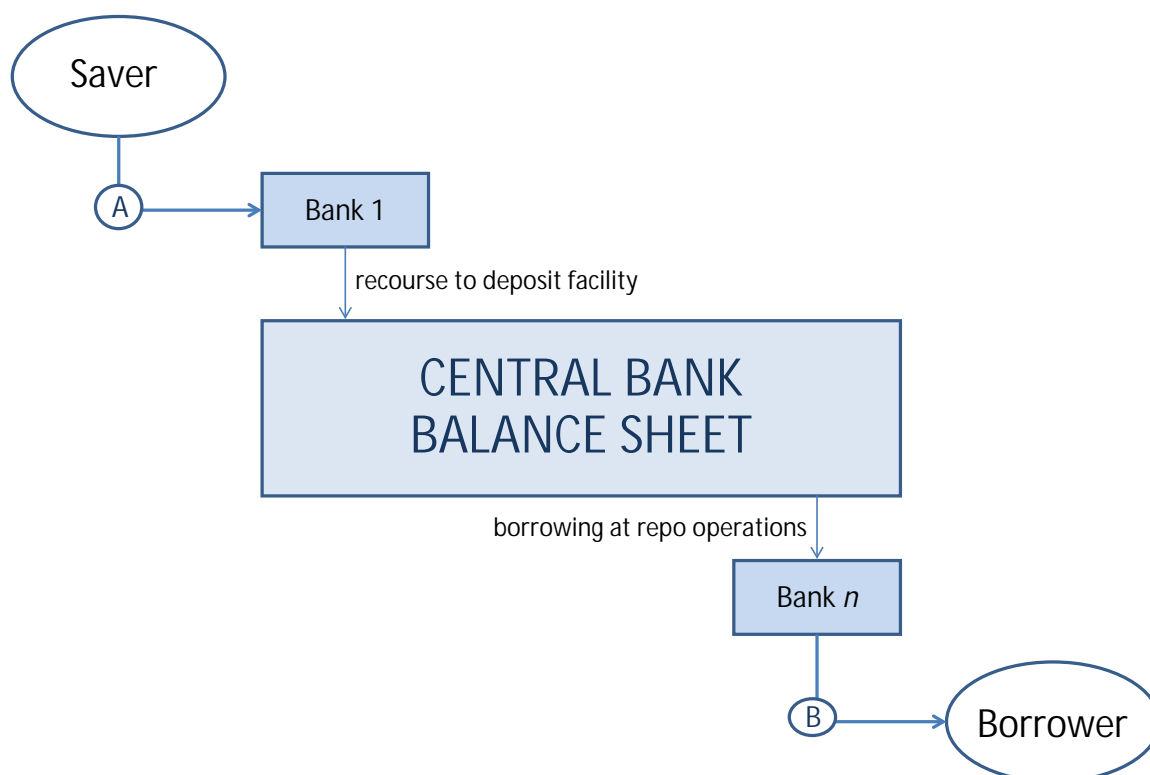 Saver
A
Bank 1
recourse to deposit facility
CENTRAL BANK
BALANCE SHEET
borrowing at repo operations
Bank n
B
Borrower